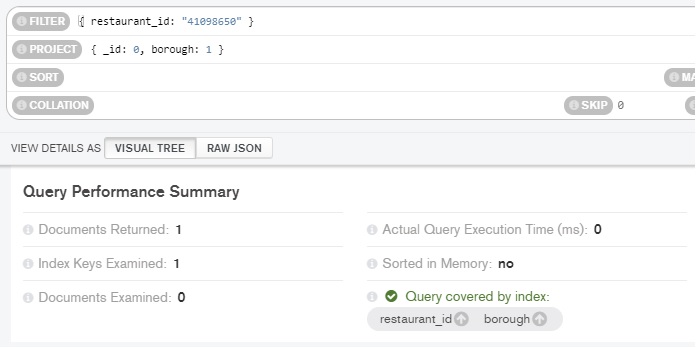 FILTER { restaurant_id: "41098650" }
PROJECT { _id: 0, borough: 1 }
SORT MA
COLLATION SKIP 0
VIEW DETAILS AS VISUAL TREE RAW JSON
Query Performance Summary
Documents Returned: 1 Actual Query Execution Time (ms): 0
Index Keys Examined: 1 Sorted in Memory: no
Documents Examined: 0 Query covered by index:
restaurant_id borough